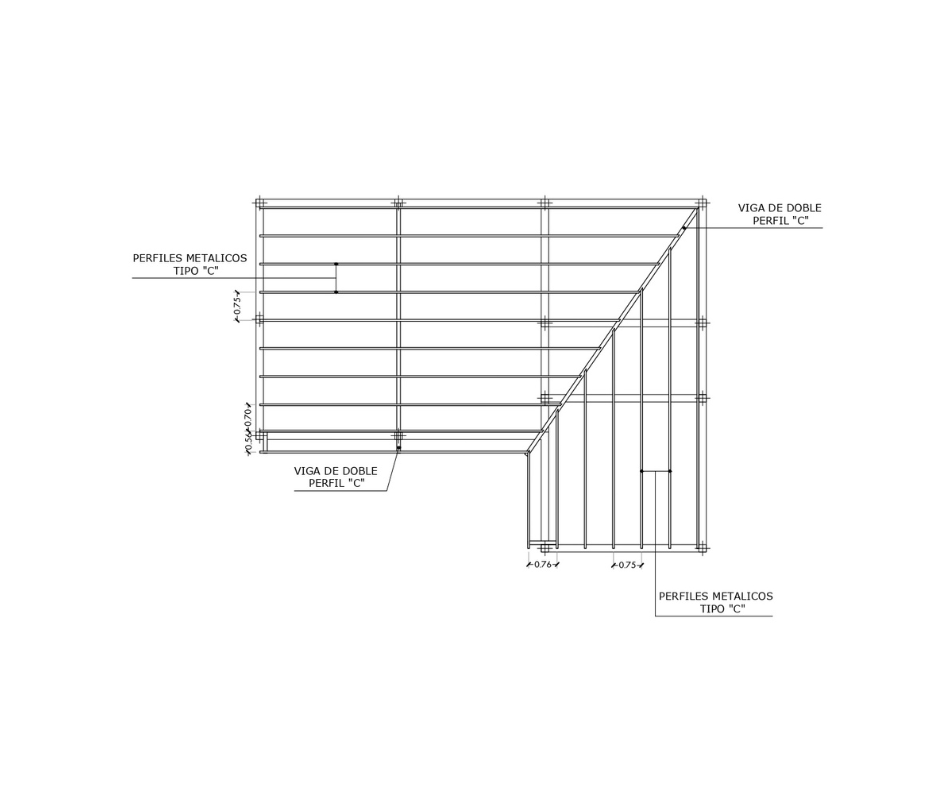 VIGA DE DOBLE
PERFIL "C"
PERFILES METALICOS
TIPO "C"
0.75
0.70
0.56
VIGA DE DOBLE
PERFIL "C"
0.76
0.75
PERFILES METALICOS
TIPO "C"